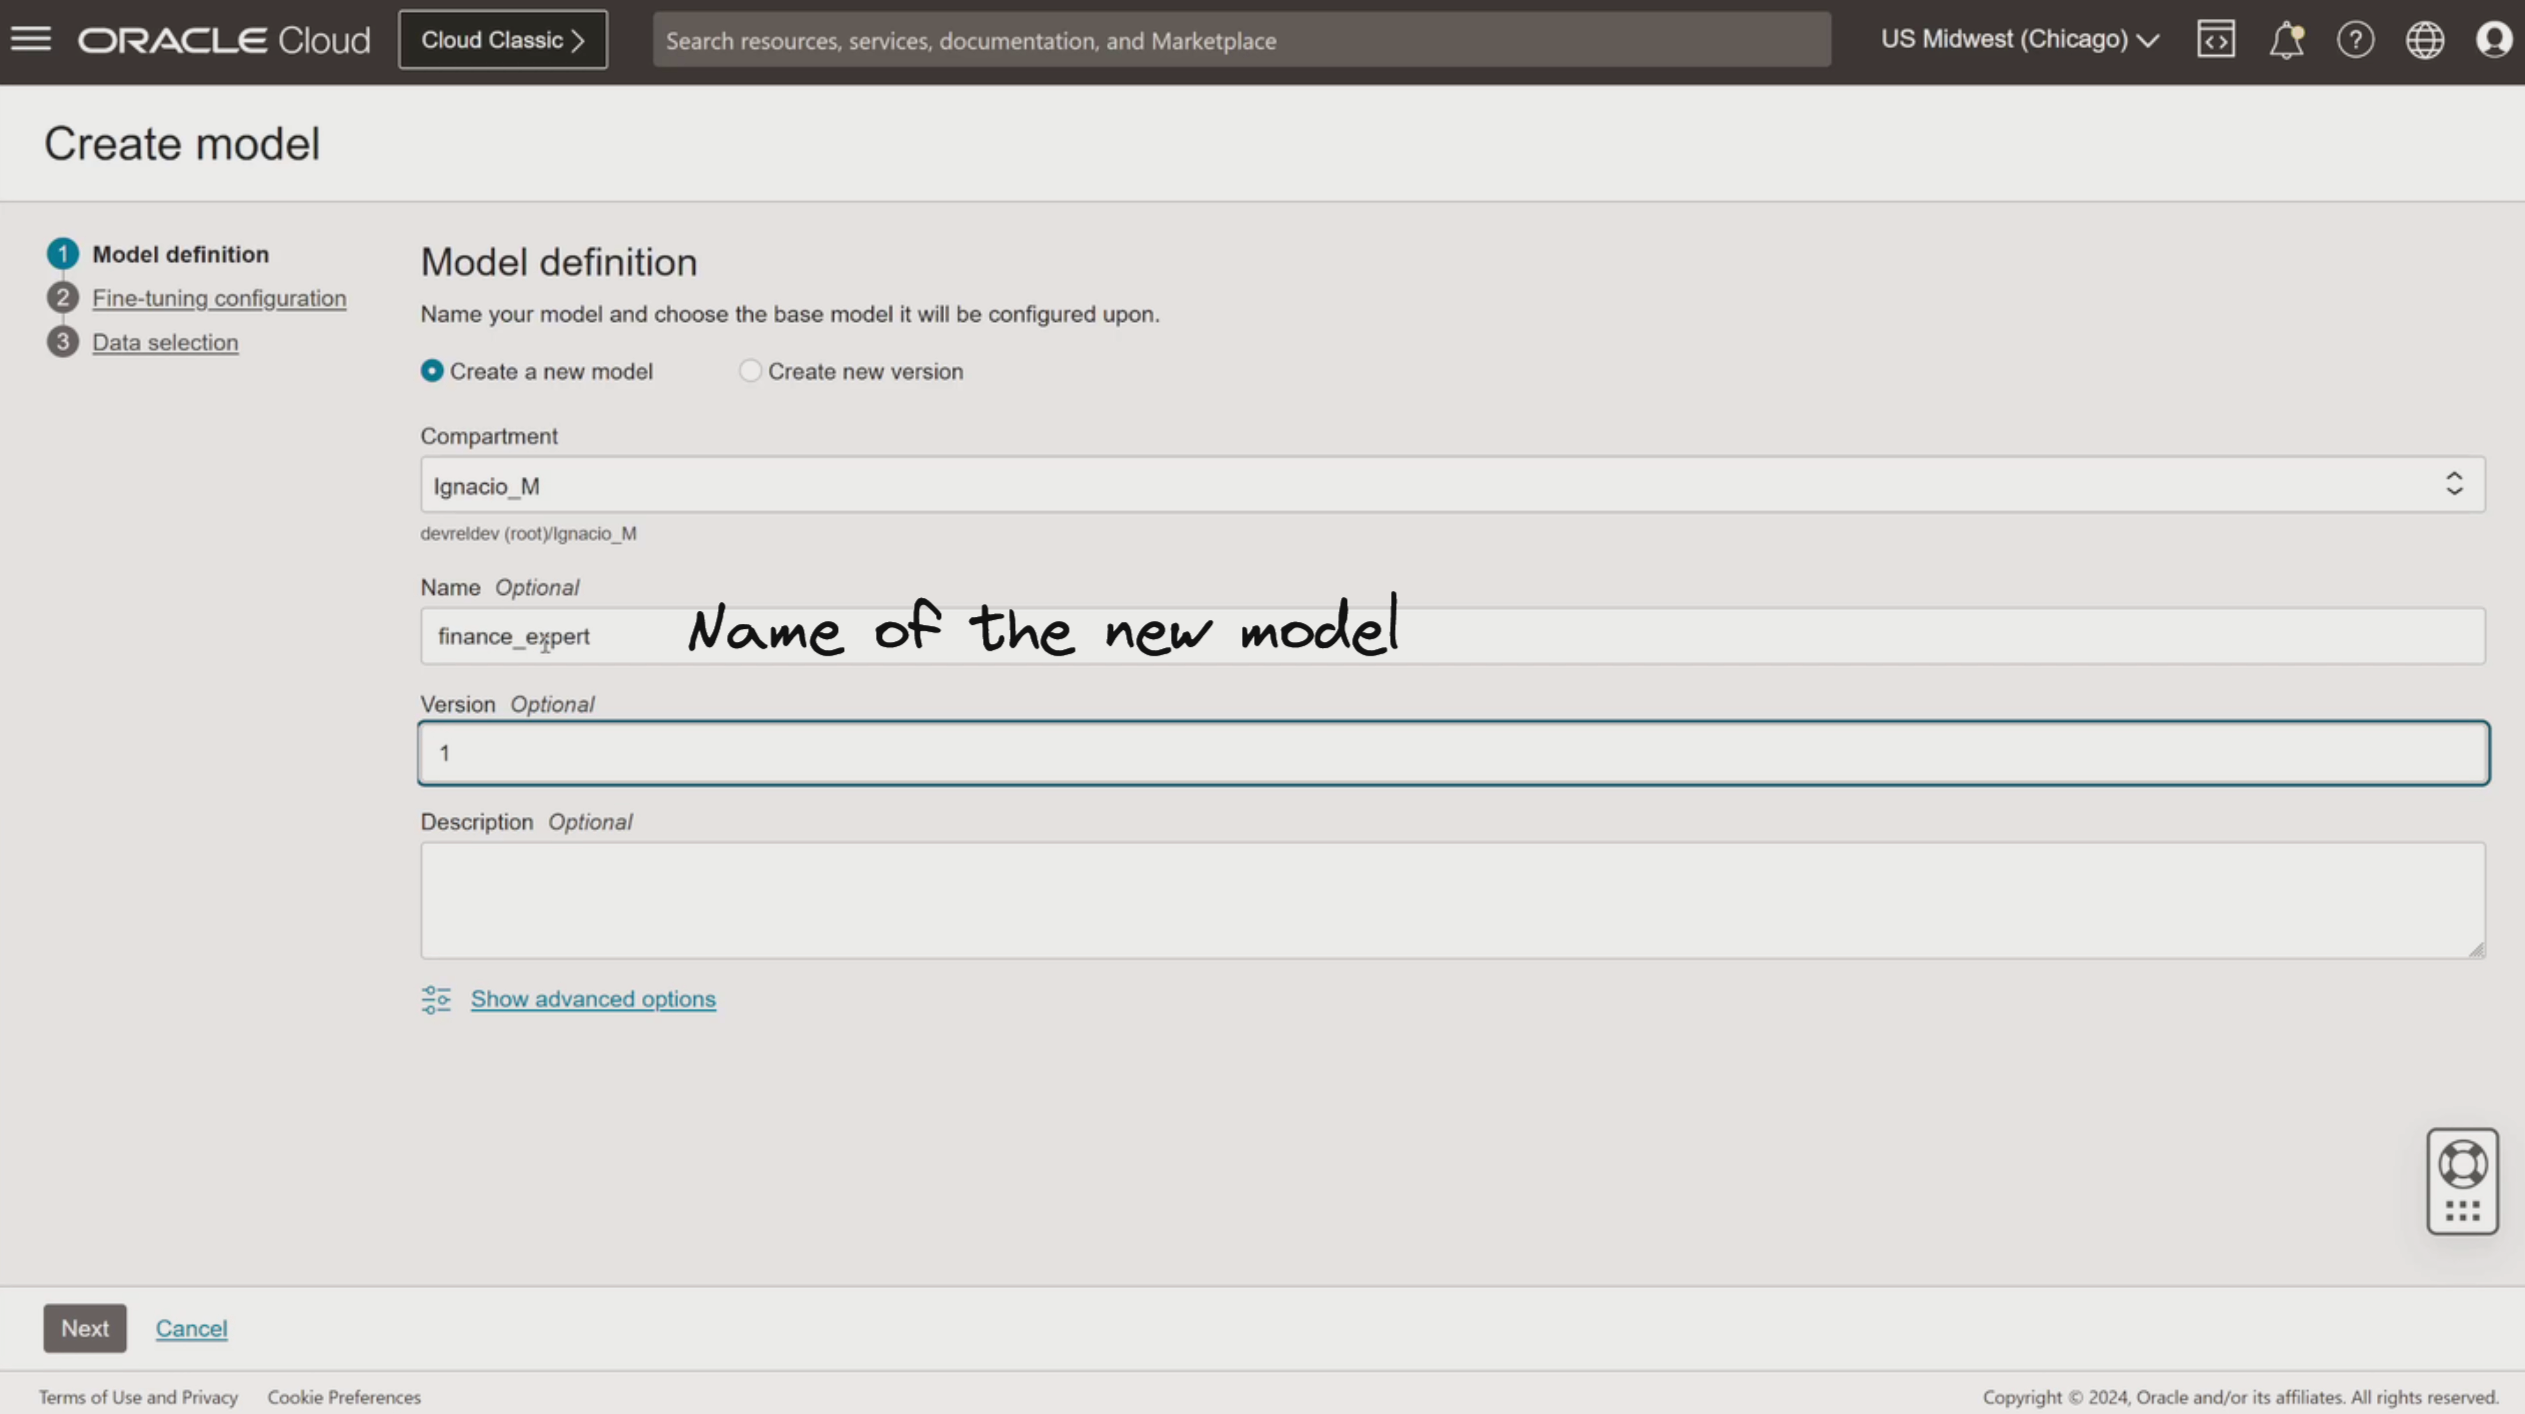 ORACLE Cloud
Cloud Classic
Search resources, services, documentation, and Marketplace
US Midwest (Chicago)
Create model
1 Model definition
2 Fine-tuning configuration
3 Data selection
Model definition
Name your model and choose the base model it will be configured upon.
Create a new model
Create new version
Compartment
Ignacio_M
devreldev (root)/Ignacio_M
Name Optional
finance_expert
Name of the new model
Version Optional
1
Description Optional
Show advanced options
Next
Cancel
Terms of Use and Privacy
Cookie Preferences
Copyright © 2024, Oracle and/or its affiliates. All rights reserved.